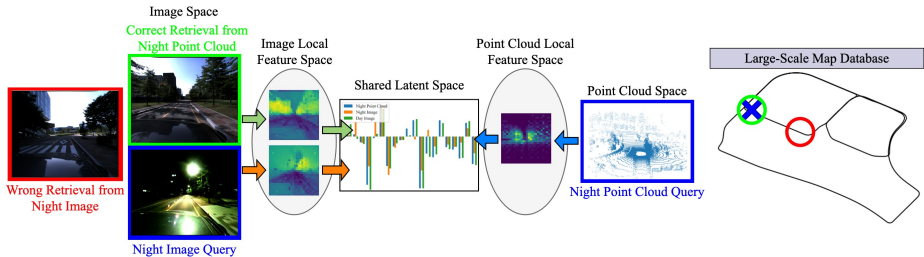 Image Space
Correct Retrieval from
Night Point Cloud
Wrong Retrieval from
Night Image
Night Image Query
Image Local
Feature Space
Shared Latent Space
Night Point Cloud
Night Image
Day Image
Point Cloud Local
Feature Space
Point Cloud Space
Night Point Cloud Query
Large-Scale Map Database